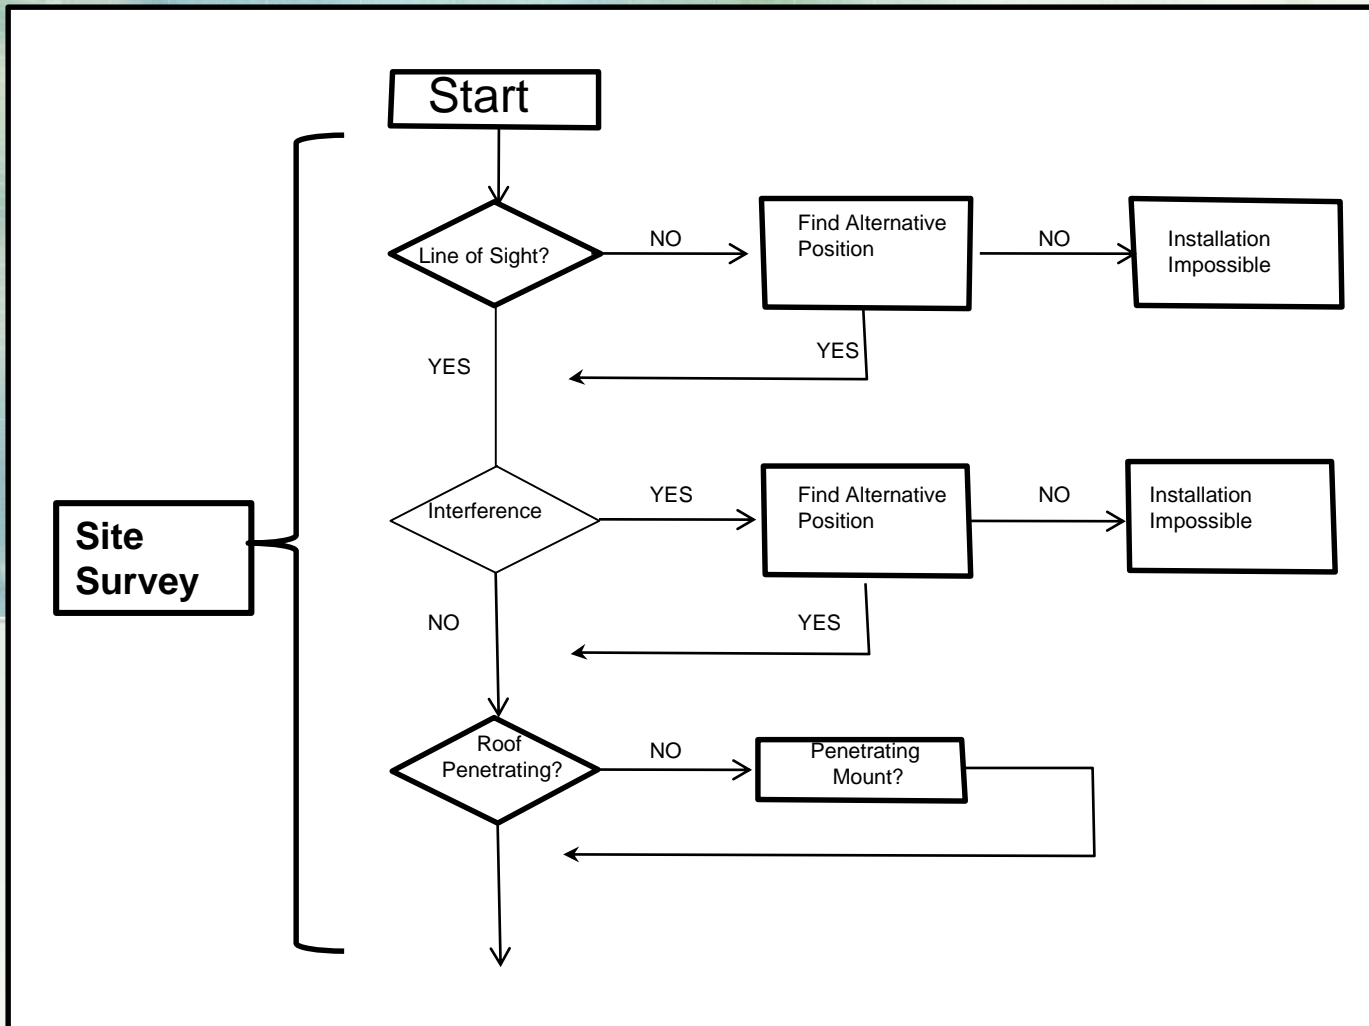 Start
Line of Sight?
NO
Find Alternative
Position
NO
Installation
Impossible
YES
YES
Site
Survey
Interference
YES
Find Alternative
Position
NO
Installation
Impossible
NO
YES
Roof
Penetrating?
NO
Penetrating
Mount?